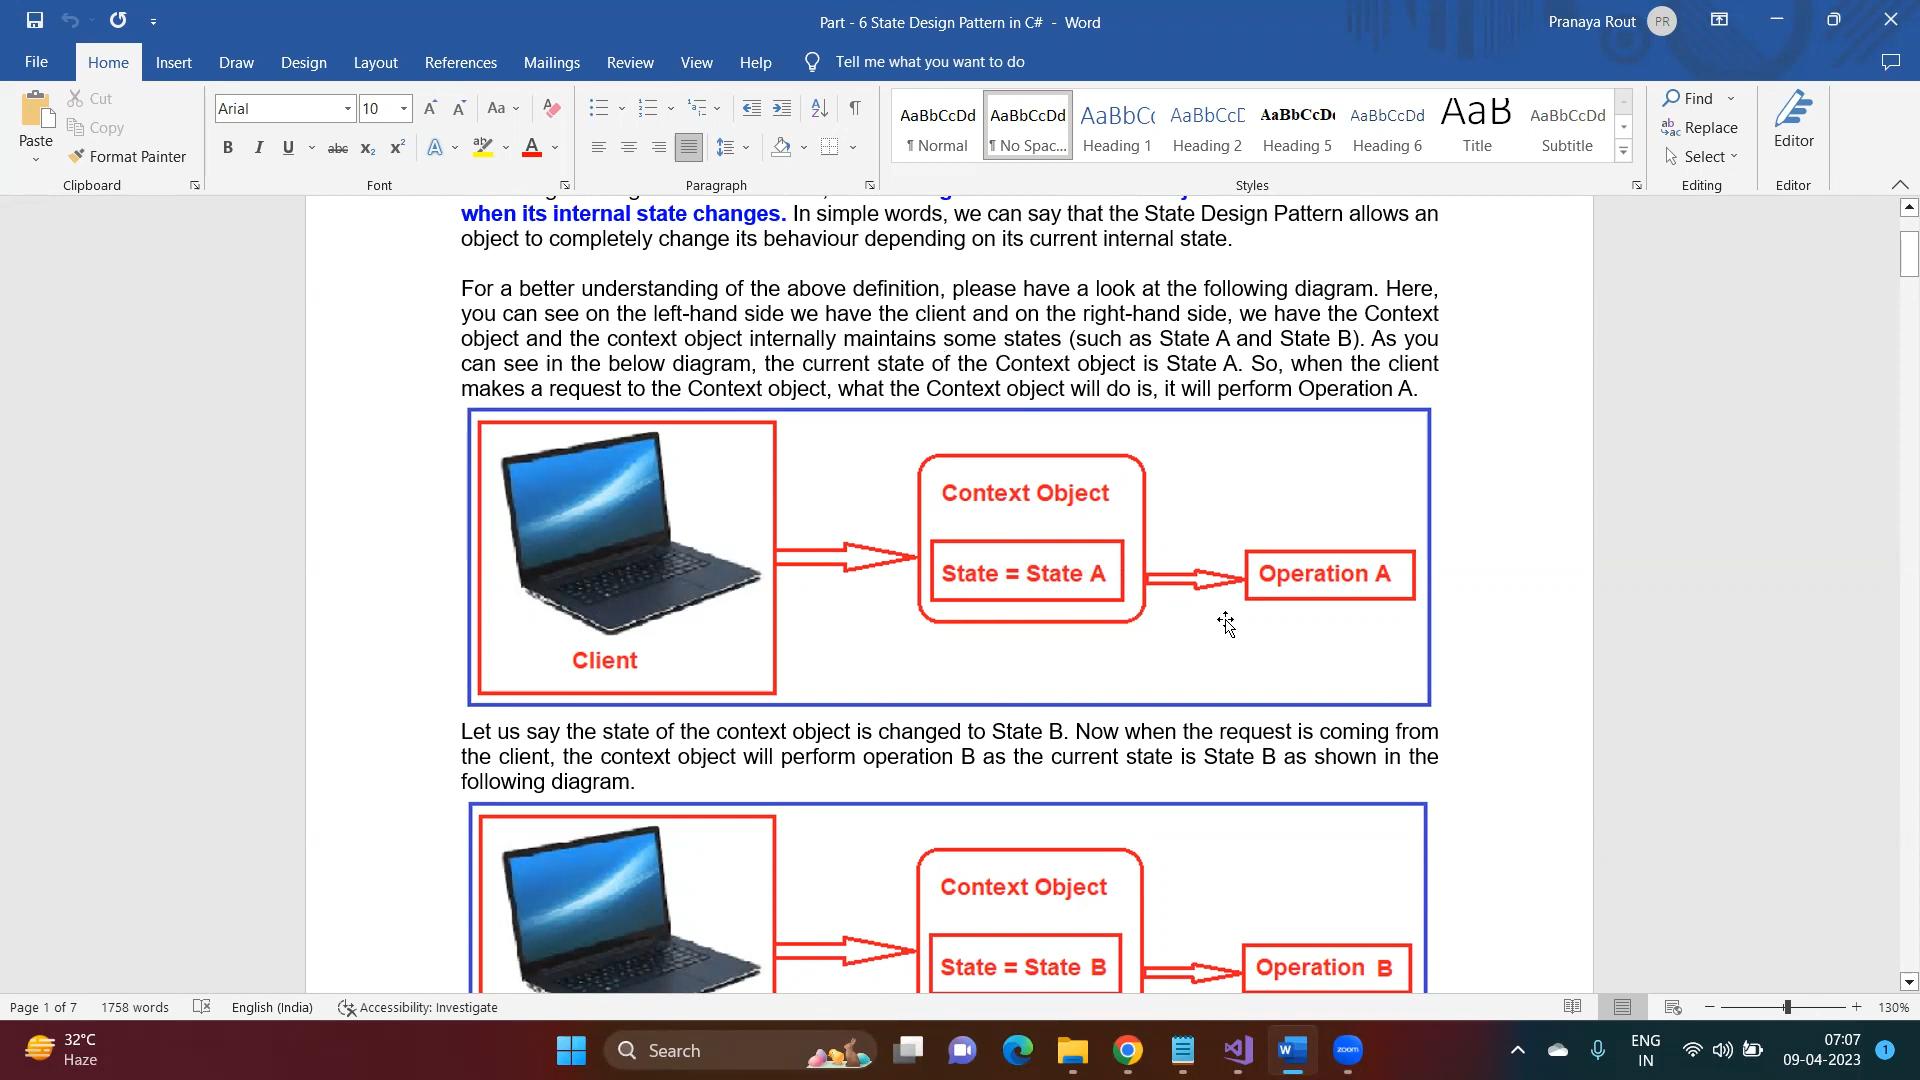 Part - 6 State Design Pattern in C# - Word
Pranaya Rout PR
File Home Insert Draw Design Layout References Mailings Review View Help Tell me what you want to do
Paste
Cut
Copy
Format Painter
Clipboard
Arial 10
Aa
B I U abc x₂ x² A A
Font
Paragraph
AaBbCcDd AaBbCcDd AaBbCc AaBbCcD AaBbCcDc AaBbCcDd AaB AaBbCcDd
¶ Normal ¶ No Spac... Heading 1 Heading 2 Heading 5 Heading 6 Title Subtitle
Styles
Find
Replace
Select
Editing
Editor
Editor
when its internal state changes. In simple words, we can say that the State Design Pattern allows an
object to completely change its behaviour depending on its current internal state.
For a better understanding of the above definition, please have a look at the following diagram. Here,
you can see on the left-hand side we have the client and on the right-hand side, we have the Context
object and the context object internally maintains some states (such as State A and State B). As you
can see in the below diagram, the current state of the Context object is State A. So, when the client
makes a request to the Context object, what the Context object will do is, it will perform Operation A.
Context Object
State = State A
Operation A
Client
Let us say the state of the context object is changed to State B. Now when the request is coming from
the client, the context object will perform operation B as the current state is State B as shown in the
following diagram.
Context Object
State = State B
Operation B
Page 1 of 7 1758 words English (India) Accessibility: Investigate 130%
32°C
Haze
Search
zoom
ENG
IN
07:07
09-04-2023
1